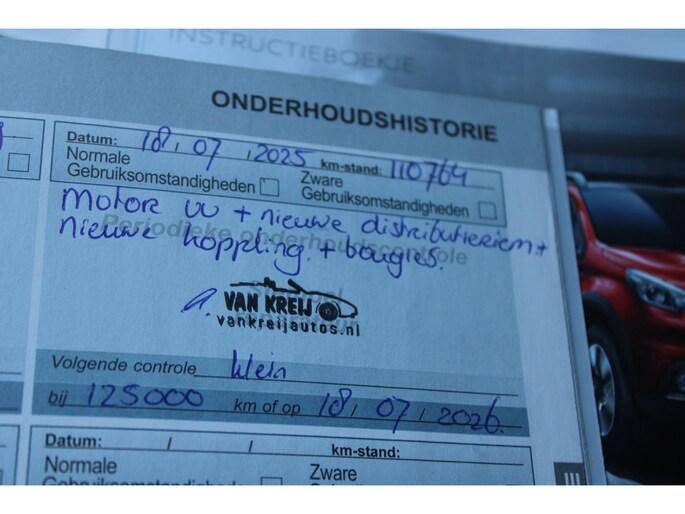 INSTRUCTIEBOEKJE
ONDERHOUDSHISTORIE
Datum: 18 / 07 / 2025 km-stand: 110764
Normale Gebruiksomstandigheden Zware Gebruiksomstandigheden
Motor uv + nieuwe distributieriem +
Periodieke onderhoudscontrole
nieuwe koppling. + bougies.
VAN KREIJ
vankreijautos.nl
Volgende controle klein
bij 125000 km of op 18 / 07 / 2026.
Datum: / / km-stand:
Normale Zware
Gebruiksomstandigheden